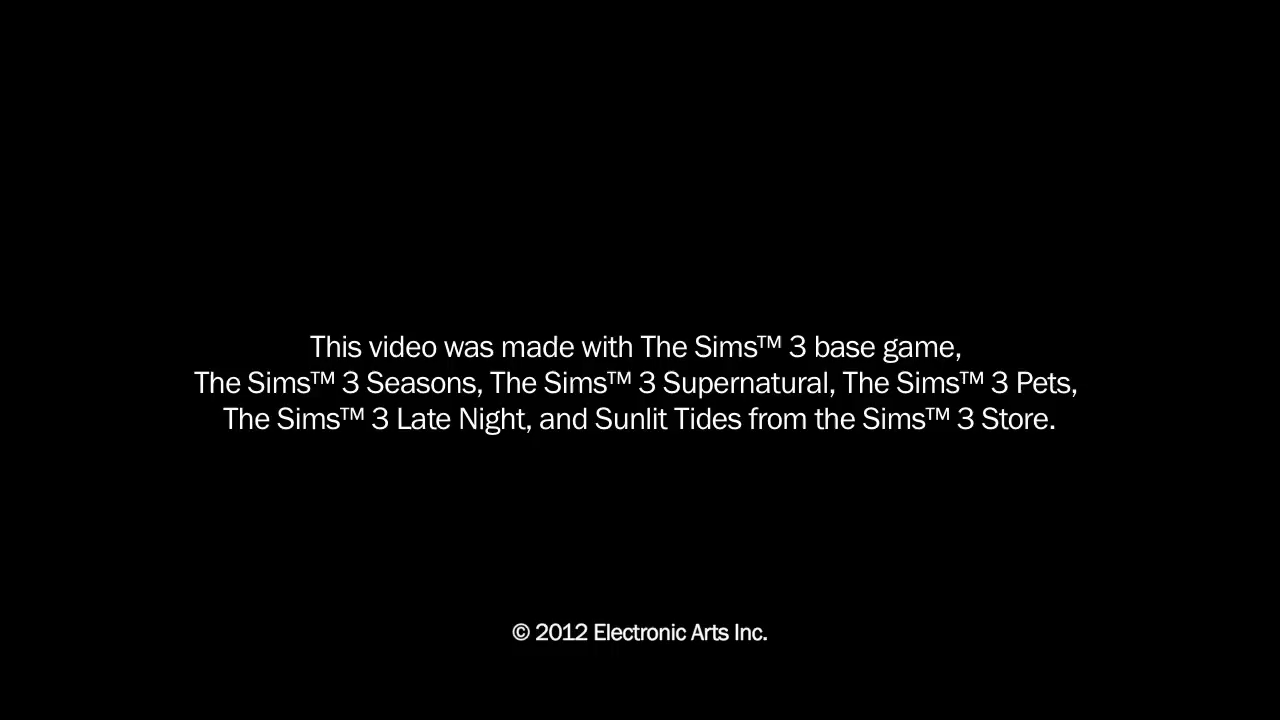 This video was made with The Sims™ 3 base game,
The Sims™ 3 Seasons, The Sims™ 3 Supernatural, The Sims™ 3 Pets,
The Sims™ 3 Late Night, and Sunlit Tides from the Sims™ 3 Store.
© 2012 Electronic Arts Inc.